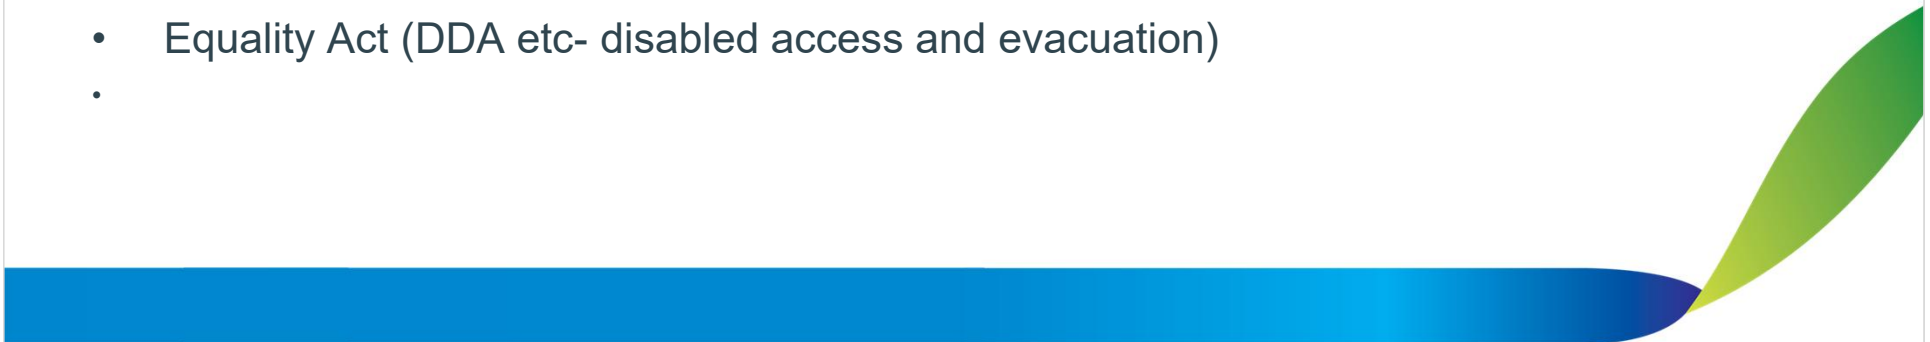 • Equality Act (DDA etc- disabled access and evacuation)
•